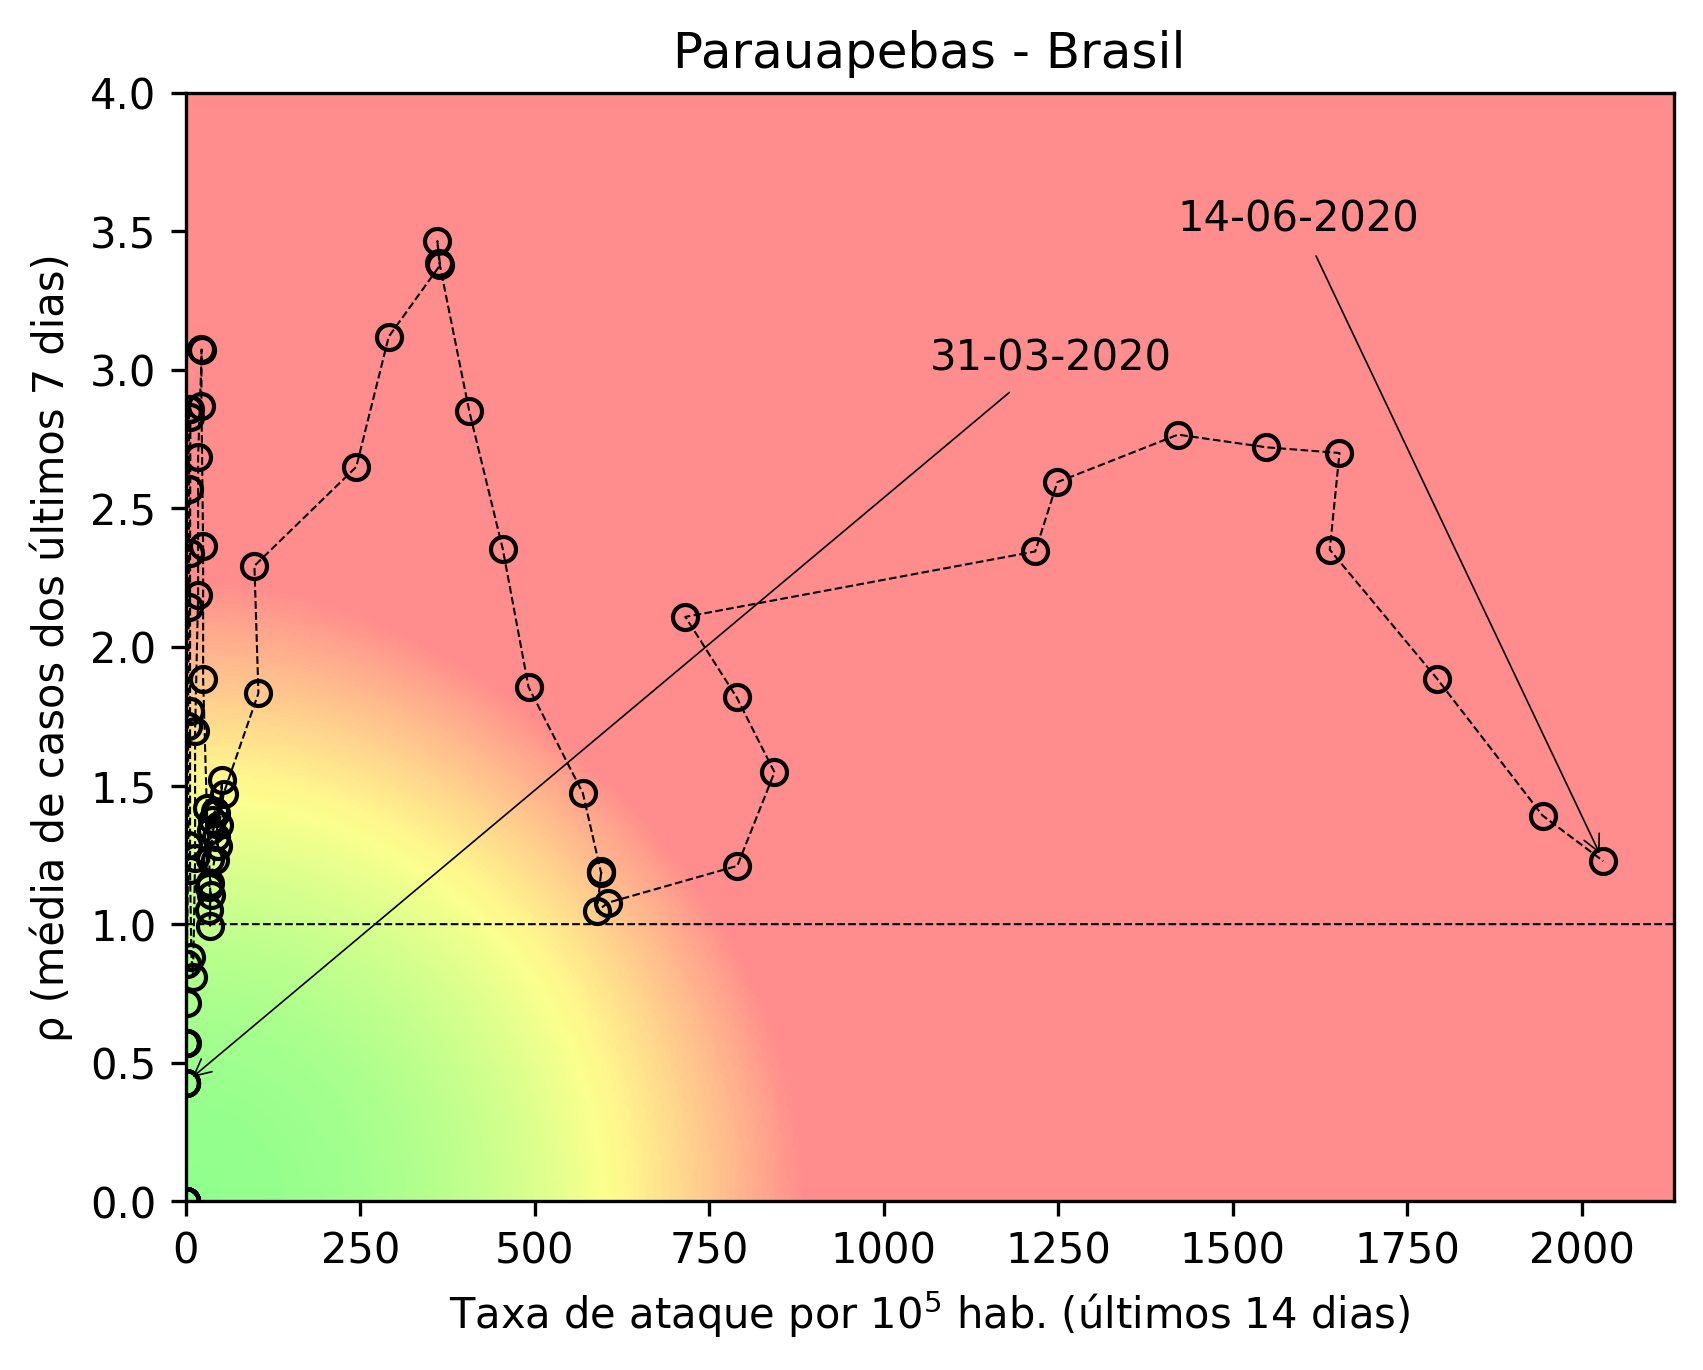 Parauapebas - Brasil
4.0
3.5
3.0
2.5
2.0
1.5
1.0
0.5
0.0
ρ (média de casos dos últimos 7 dias)
14-06-2020
31-03-2020
0 250 500 750 1000 1250 1500 1750 2000
Taxa de ataque por 10⁵ hab. (últimos 14 dias)